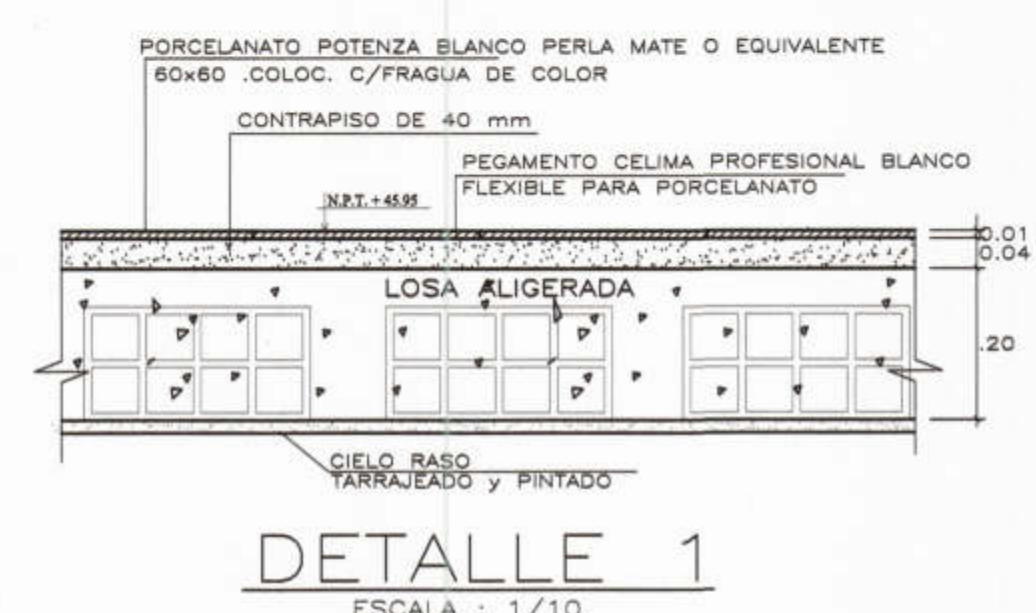 PORCELANATO POTENZA BLANCO PERLA MATE O EQUIVALENTE
60x60 .COLOC. C/FRAGUA DE COLOR
CONTRAPISO DE 40 mm
PEGAMENTO CELIMA PROFESIONAL BLANCO
FLEXIBLE PARA PORCELANATO
N.P.T. + 45.95
0.01
0.04
LOSA ALIGERADA
.20
CIELO RASO
TARRAJEADO y PINTADO
DETALLE 1
ESCALA : 1/10